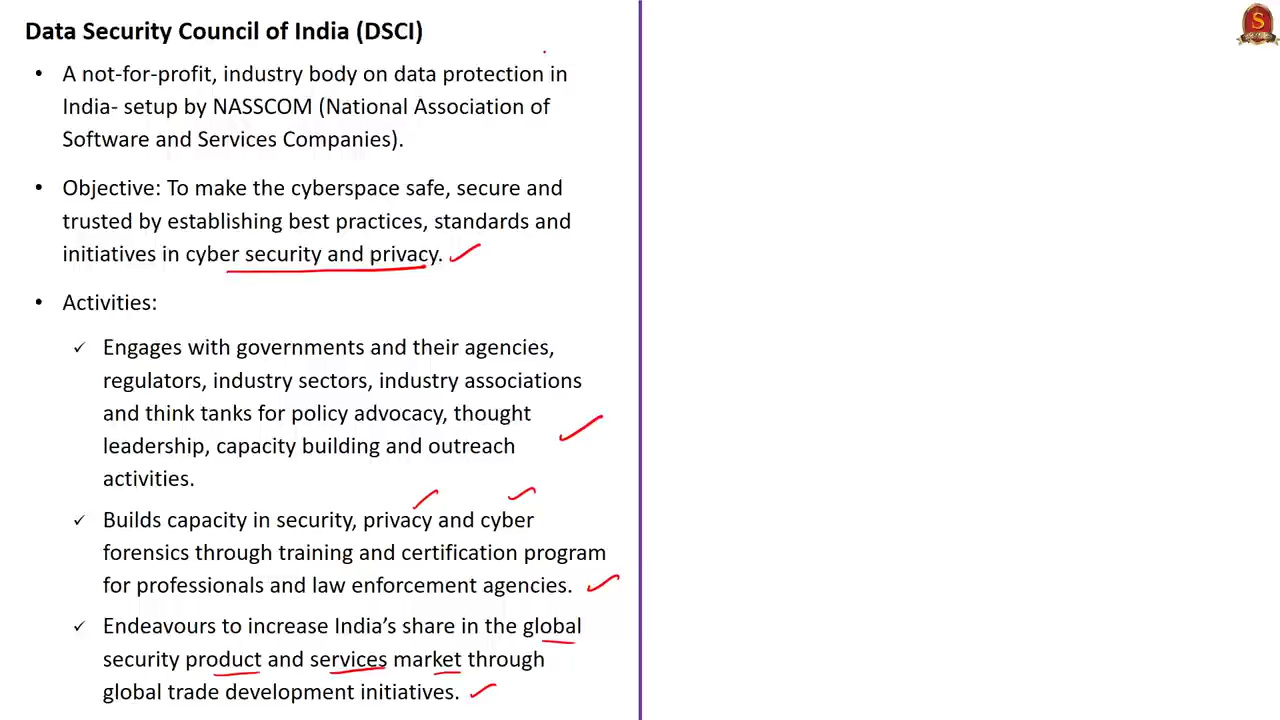 Data Security Council of India (DSCI)
• A not-for-profit, industry body on data protection in
India- setup by NASSCOM (National Association of
Software and Services Companies).
• Objective: To make the cyberspace safe, secure and
trusted by establishing best practices, standards and
initiatives in cyber security and privacy.
• Activities:
✓ Engages with governments and their agencies,
regulators, industry sectors, industry associations
and think tanks for policy advocacy, thought
leadership, capacity building and outreach
activities.
✓ Builds capacity in security, privacy and cyber
forensics through training and certification program
for professionals and law enforcement agencies.
✓ Endeavours to increase India’s share in the global
security product and services market through
global trade development initiatives.
S